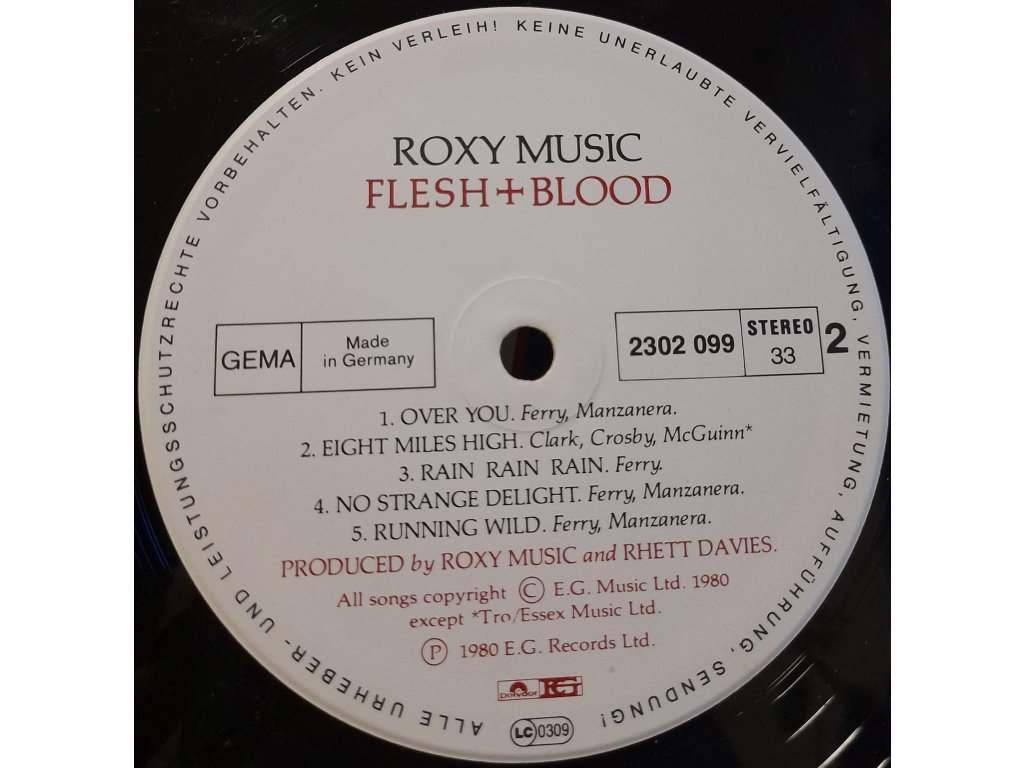 ALLE URHEBER- UND LEISTUNGSSCHUTZRECHTE VORBEHALTEN. KEIN VERLEIH! KEINE UNERLAUBTE VERVIELFÄLTIGUNG, VERMIETUNG, AUFFÜHRUNG, SENDUNG!
ROXY MUSIC
FLESH+BLOOD
GEMA
Made
in Germany
2302 099
STEREO
33
2
1. OVER YOU. Ferry, Manzanera.
2. EIGHT MILES HIGH. Clark, Crosby, McGuinn*
3. RAIN RAIN RAIN. Ferry.
4. NO STRANGE DELIGHT. Ferry, Manzanera.
5. RUNNING WILD. Ferry, Manzanera.
PRODUCED by ROXY MUSIC and RHETT DAVIES.
All songs copyright © E.G. Music Ltd. 1980
except *Tro/Essex Music Ltd.
℗ 1980 E.G. Records Ltd.
polydor EG
LC 0309